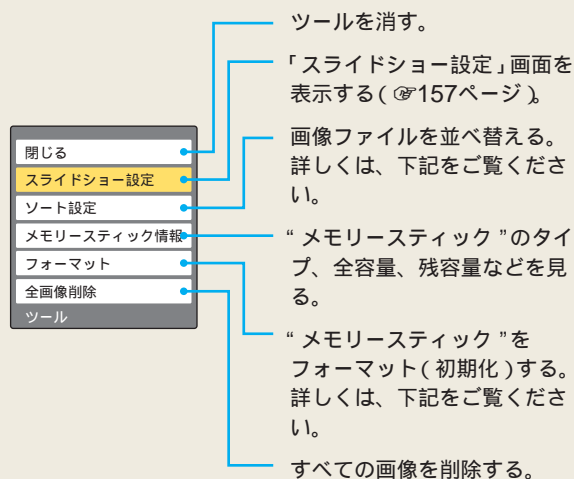 ツールを消す。
「スライドショー設定」画面を
表示する(☞157ページ)。
画像ファイルを並べ替える。
詳しくは、下記をご覧くださ
い。
“メモリースティック”のタイ
プ、全容量、残容量などを見
る。
“メモリースティック”を
フォーマット(初期化)する。
詳しくは、下記をご覧くださ
い。
すべての画像を削除する。
閉じる
スライドショー設定
ソート設定
メモリースティック情報
フォーマット
全画像削除
ツール